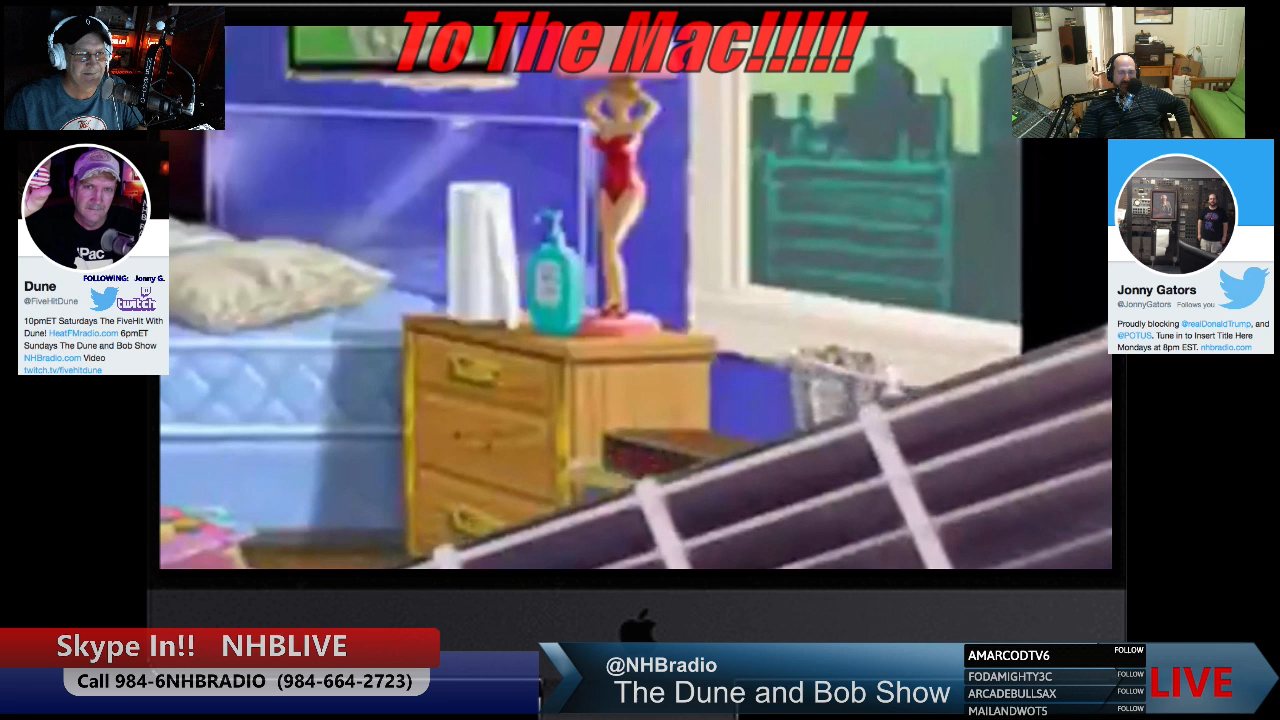 To The Mac!!!!!
'Pac
FOLLOWING: Jonny G.
Dune
@FiveHitDune
twitch
10pmET Saturdays The FiveHit With
Dune! HeatFMradio.com 6pmET
Sundays The Dune and Bob Show
NHBradio.com Video
twitch.tv/fivehitdune
Jonny Gators
@JonnyGators Follows you
Proudly blocking @realDonaldTrump, and
@POTUS. Tune in to Insert Title Here
Mondays at 8pm EST. nhbradio.com
Skype In!! NHBLIVE
Call 984-6NHBRADIO (984-664-2723)
@NHBradio
The Dune and Bob Show
AMARCODTV6 FOLLOW
FODAMIGHTY3C FOLLOW
ARCADEBULLSAX FOLLOW
MAILANDWOT5 FOLLOW
LIVE